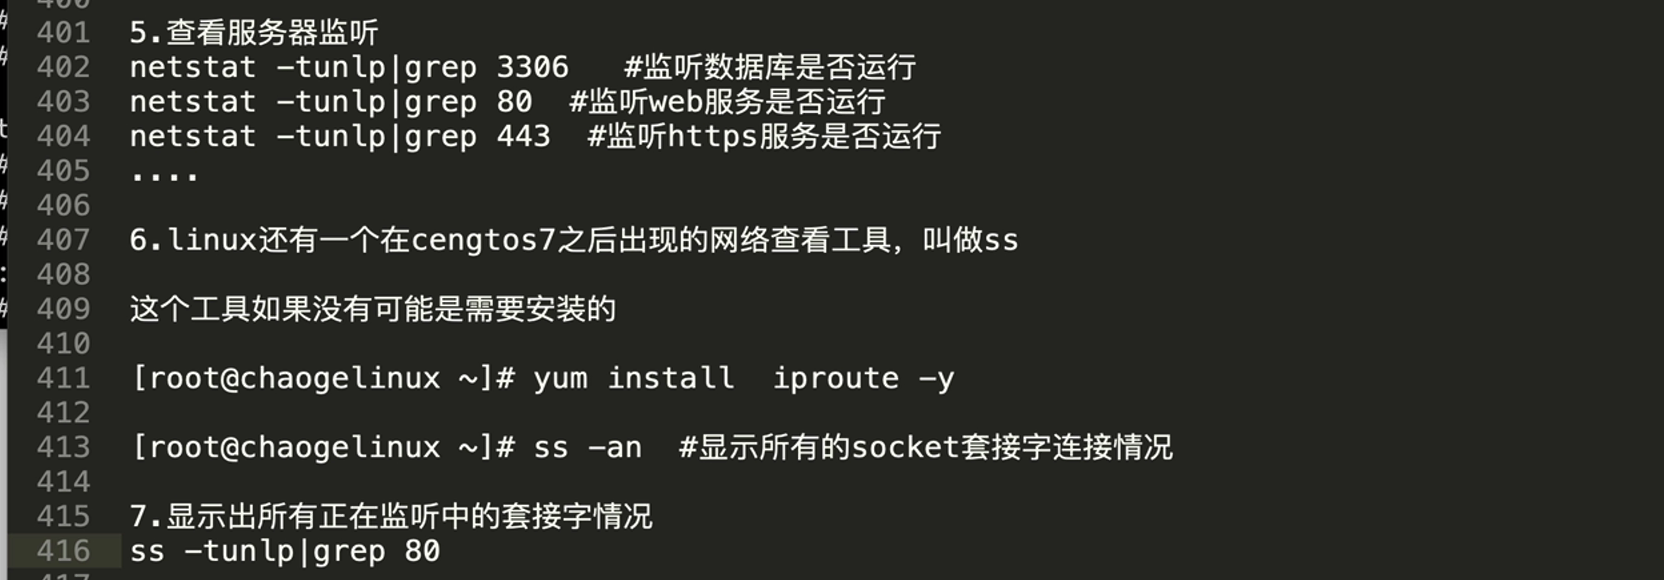 401 5.查看服务器监听
402 netstat -tunlp|grep 3306   #监听数据库是否运行
403 netstat -tunlp|grep 80  #监听web服务是否运行
404 netstat -tunlp|grep 443  #监听https服务是否运行
405 ....
406
407 6.linux还有一个在cengtos7之后出现的网络查看工具，叫做ss
408
409 这个工具如果没有可能是需要安装的
410
411 [root@chaogelinux ~]# yum install  iproute -y
412
413 [root@chaogelinux ~]# ss -an  #显示所有的socket套接字连接情况
414
415 7.显示出所有正在监听中的套接字情况
416 ss -tunlp|grep 80